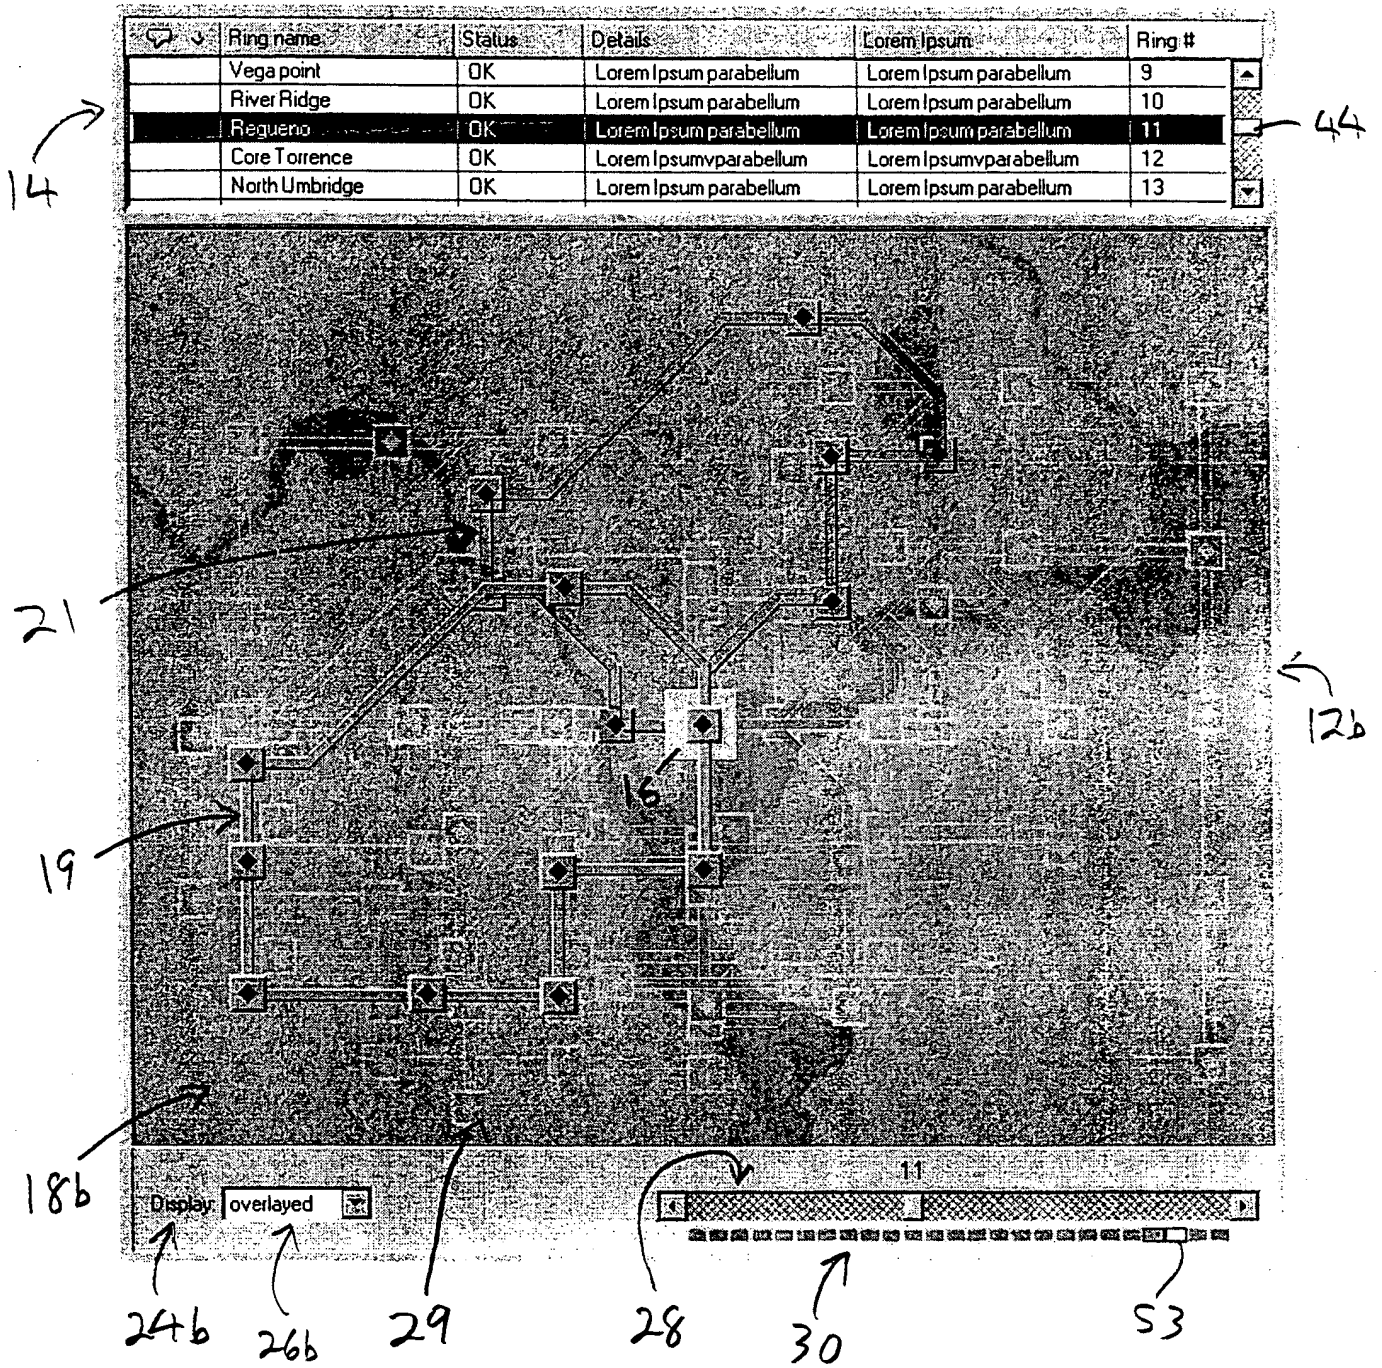 Ring name Status Details Lorem Ipsum Ring #
Vega point OK Lorem Ipsum parabellum Lorem Ipsum parabellum 9
River Ridge OK Lorem Ipsum parabellum Lorem Ipsum parabellum 10
Regueno OK Lorem Ipsum parabellum Lorem Ipsum parabellum 11
Core Torrence OK Lorem Ipsumvparabellum Lorem Ipsumvparabellum 12
North Umbridge OK Lorem Ipsum parabellum Lorem Ipsum parabellum 13
44
14
21
12b
16
19
18b
11
Display: overlayed
24b
26b
29
28
30
53